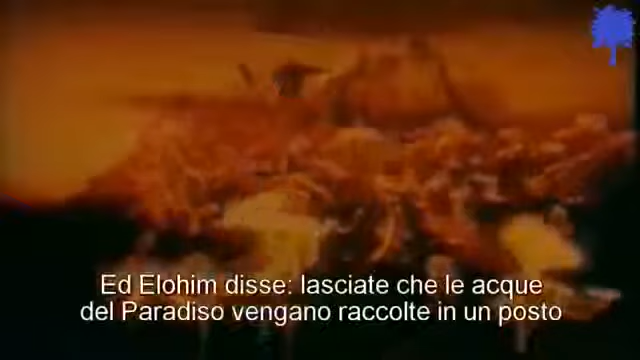 Ed Elohim disse: lasciate che le acque
del Paradiso vengano raccolte in un posto